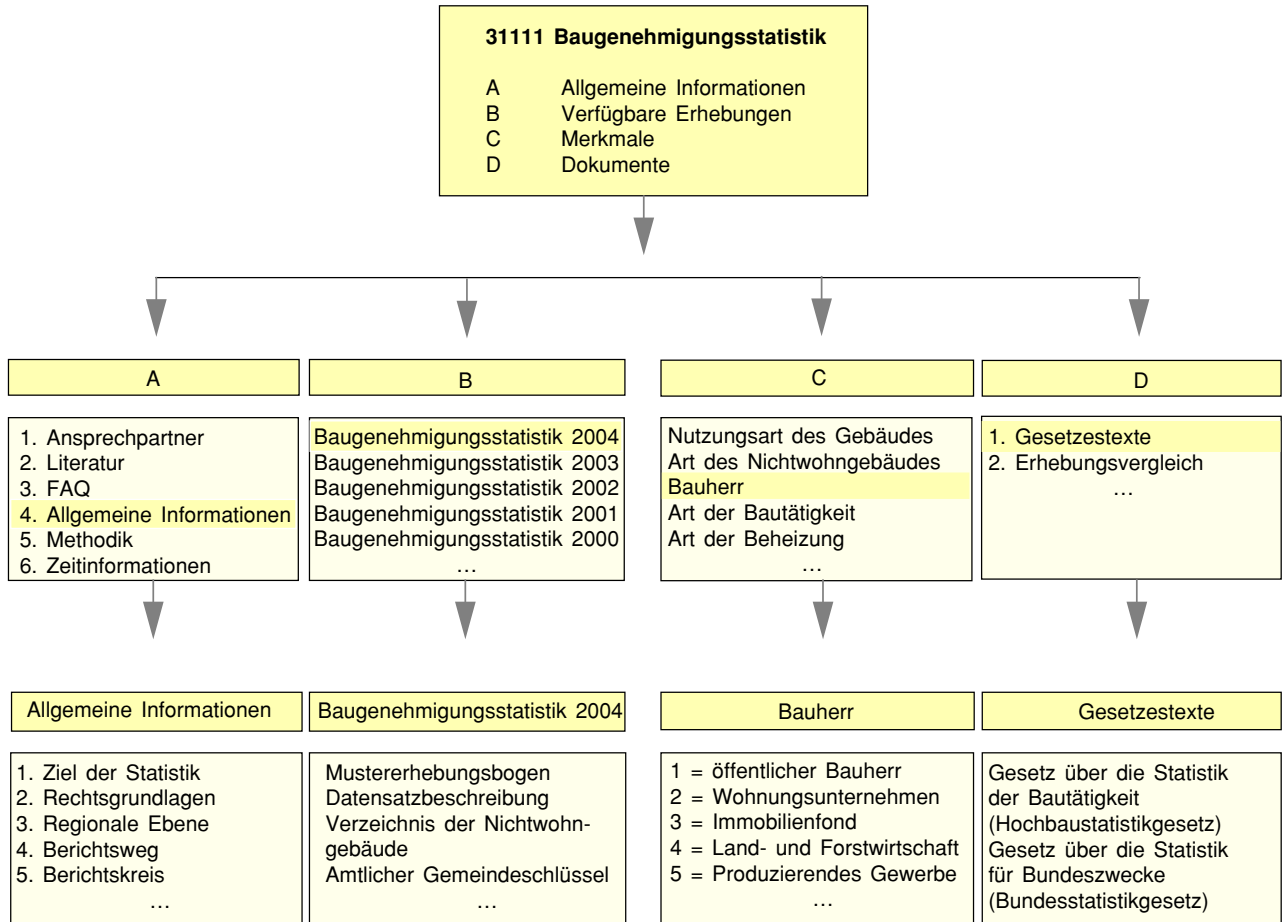 31111 Baugenehmigungsstatistik
A Allgemeine Informationen
B Verfügbare Erhebungen
C Merkmale
D Dokumente
A
1. Ansprechpartner
2. Literatur
3. FAQ
4. Allgemeine Informationen
5. Methodik
6. Zeitinformationen
B
Baugenehmigungsstatistik 2004
Baugenehmigungsstatistik 2003
Baugenehmigungsstatistik 2002
Baugenehmigungsstatistik 2001
Baugenehmigungsstatistik 2000
…
C
Nutzungsart des Gebäudes
Art des Nichtwohngebäudes
Bauherr
Art der Bautätigkeit
Art der Beheizung
…
D
1. Gesetzestexte
2. Erhebungsvergleich
…
Allgemeine Informationen
1. Ziel der Statistik
2. Rechtsgrundlagen
3. Regionale Ebene
4. Berichtsweg
5. Berichtskreis
…
Baugenehmigungsstatistik 2004
Mustererhebungsbogen
Datensatzbeschreibung
Verzeichnis der Nichtwohn-
gebäude
Amtlicher Gemeindeschlüssel
…
Bauherr
1 = öffentlicher Bauherr
2 = Wohnungsunternehmen
3 = Immobilienfond
4 = Land- und Forstwirtschaft
5 = Produzierendes Gewerbe
…
Gesetzestexte
Gesetz über die Statistik
der Bautätigkeit
(Hochbaustatistikgesetz)
Gesetz über die Statistik
für Bundeszwecke
(Bundesstatistikgesetz)